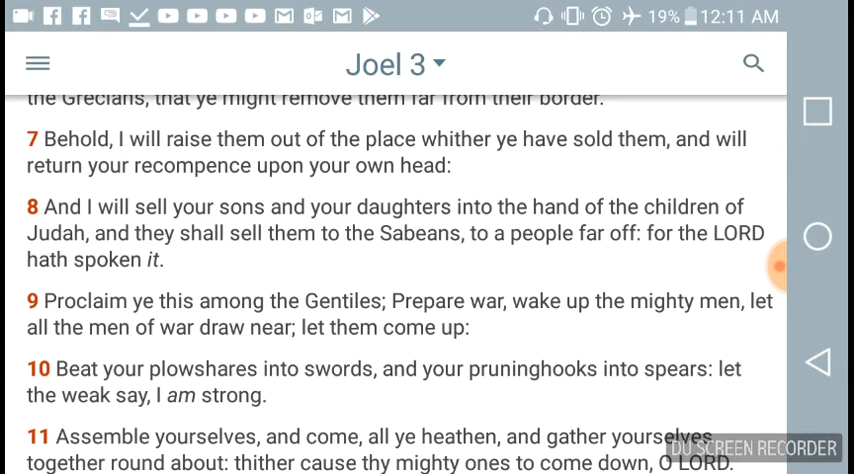 19% 12:11 AM
Joel 3
the Grecians, that ye might remove them far from their border.
7 Behold, I will raise them out of the place whither ye have sold them, and will
return your recompence upon your own head:
8 And I will sell your sons and your daughters into the hand of the children of
Judah, and they shall sell them to the Sabeans, to a people far off: for the LORD
hath spoken it.
9 Proclaim ye this among the Gentiles; Prepare war, wake up the mighty men, let
all the men of war draw near; let them come up:
10 Beat your plowshares into swords, and your pruninghooks into spears: let
the weak say, I am strong.
11 Assemble yourselves, and come, all ye heathen, and gather yourselves
together round about: thither cause thy mighty ones to come down, O LORD.
DU SCREEN RECORDER